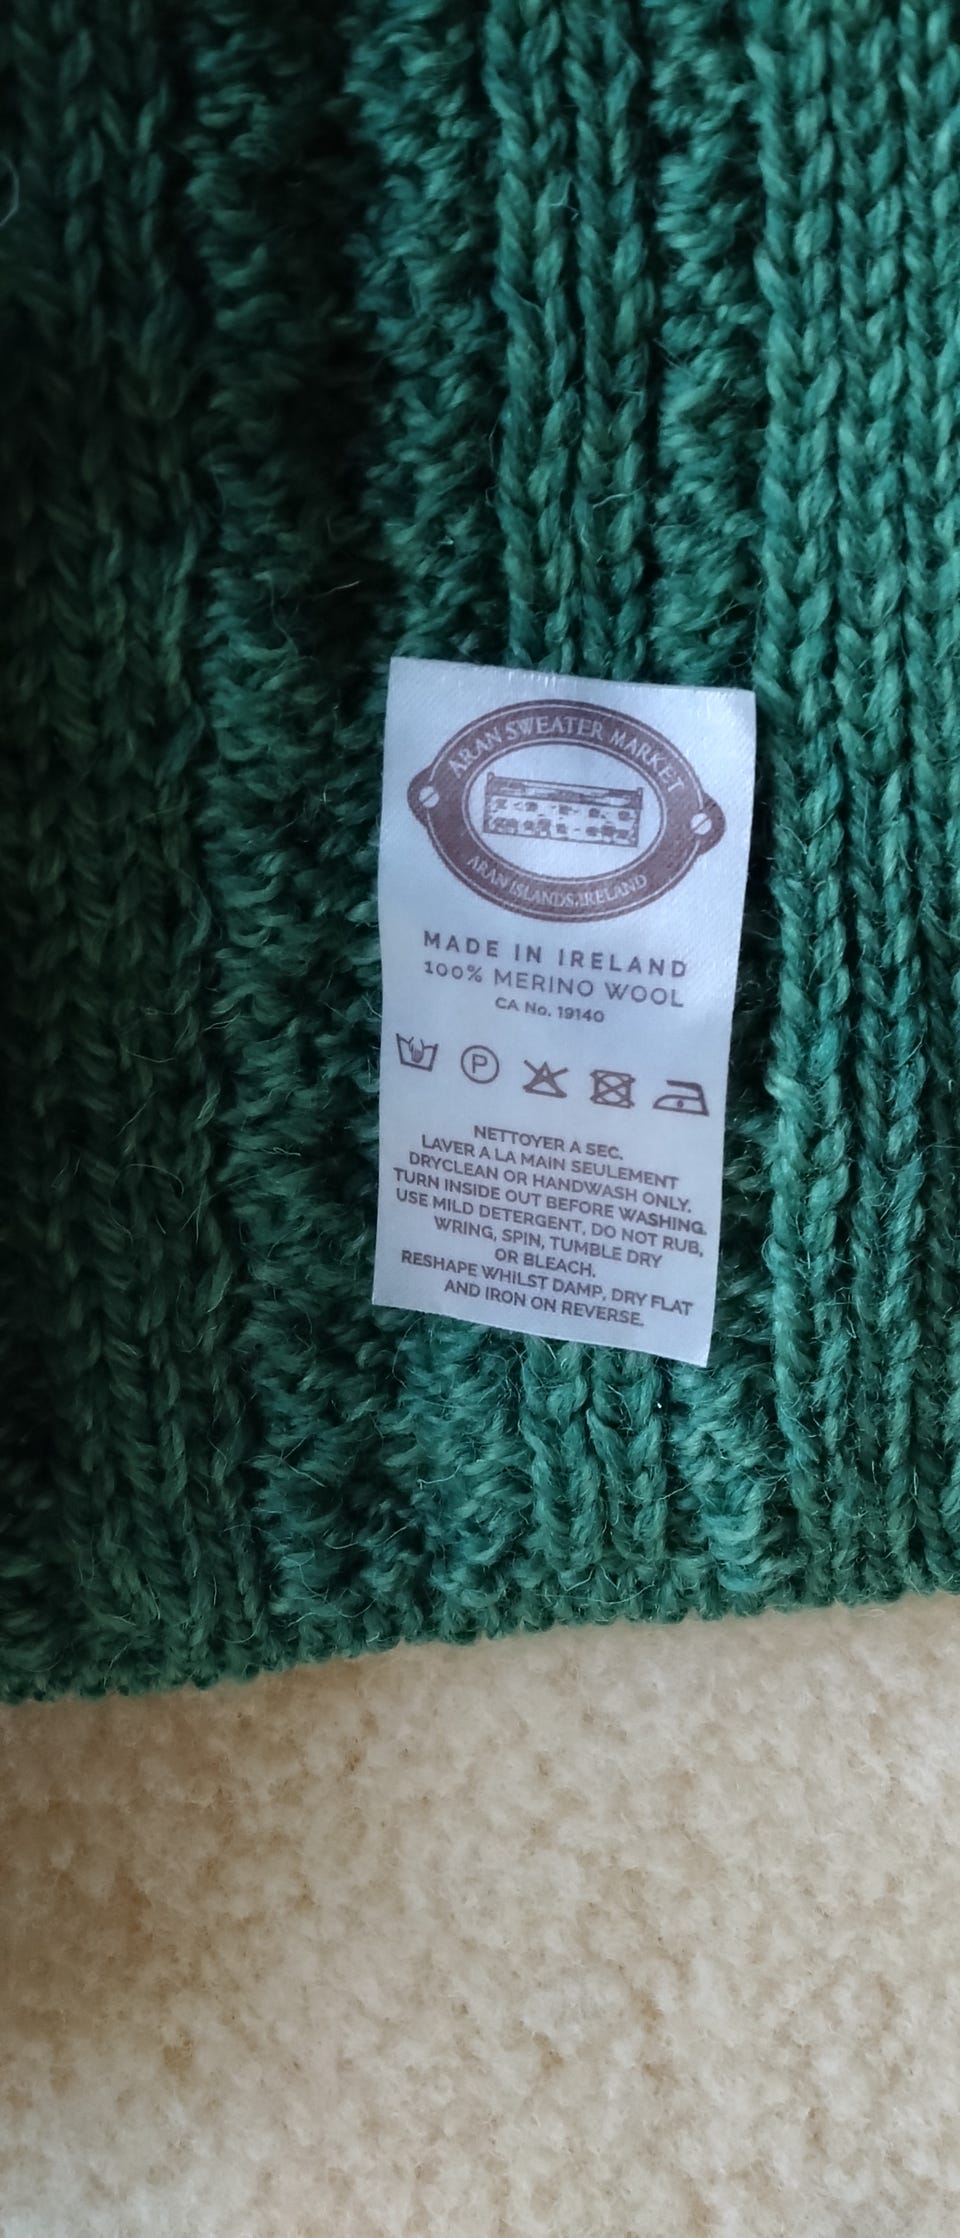 ARAN SWEATER MARKET
ARAN ISLANDS, IRELAND
MADE IN IRELAND
100% MERINO WOOL
CA No. 19140
P
NETTOYER A SEC.
LAVER A LA MAIN SEULEMENT
DRYCLEAN OR HANDWASH ONLY.
TURN INSIDE OUT BEFORE WASHING.
USE MILD DETERGENT, DO NOT RUB,
WRING, SPIN, TUMBLE DRY
OR BLEACH.
RESHAPE WHILST DAMP, DRY FLAT
AND IRON ON REVERSE.